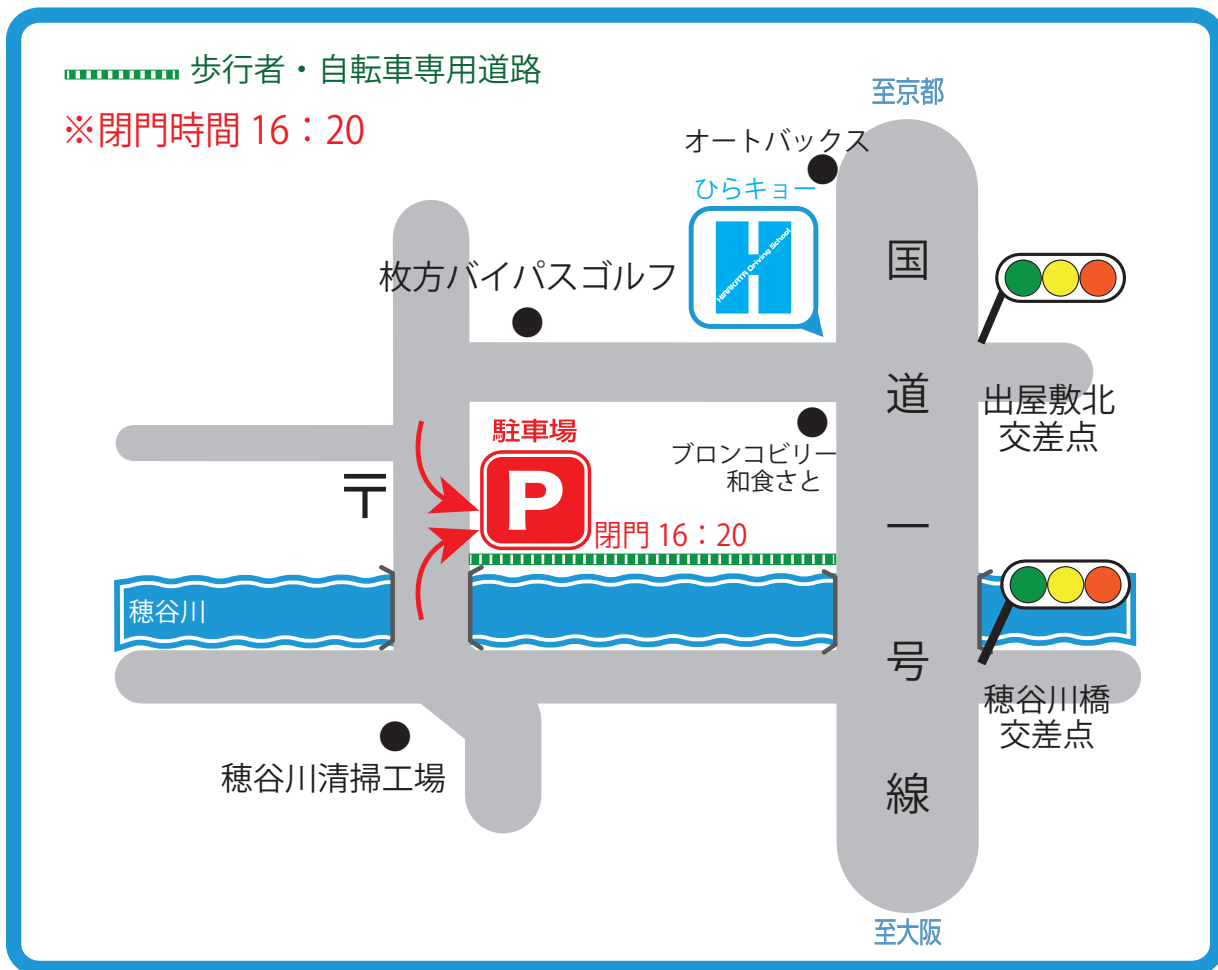 歩行者・自転車専用道路
※閉門時間 16：20
至京都
オートバックス
ひらキョー
H
HIRAKATA Driving School
枚方バイパスゴルフ
国道一号線
出屋敷北
交差点
駐車場
P
ブロンコビリー
和食さと
〒
閉門 16：20
穂谷川
穂谷川橋
交差点
穂谷川清掃工場
至大阪